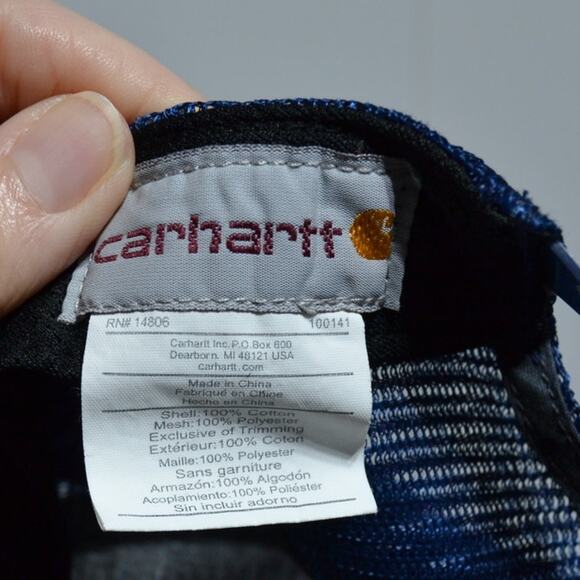 carhartt
RN# 14806 100141
Carhartt Inc. P.O. Box 600
Dearborn, MI 48121 USA
carhartt.com
Made in China
Fabriqué en Chine
Hecho en China
Shell:100% Cotton
Mesh:100% Polyester
Exclusive of Trimming
Extérieur:100% Coton
Maille:100% Polyester
Sans garniture
Armazón:100% Algodón
Acoplamiento:100% Poliéster
Sin incluir adorno